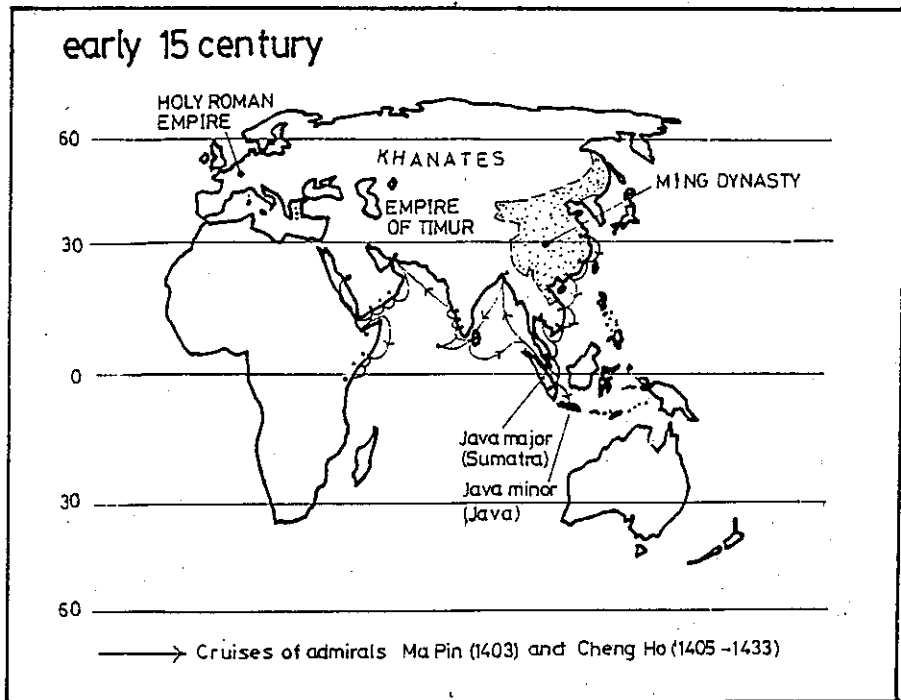 early 15 century
HOLY ROMAN
EMPIRE
60
KHANATES
MING DYNASTY
EMPIRE
OF TIMUR
30
0
Java major
(Sumatra)
Java minor
(Java)
30
60
Cruises of admirals Ma Pin (1403) and Cheng Ho (1405-1433)